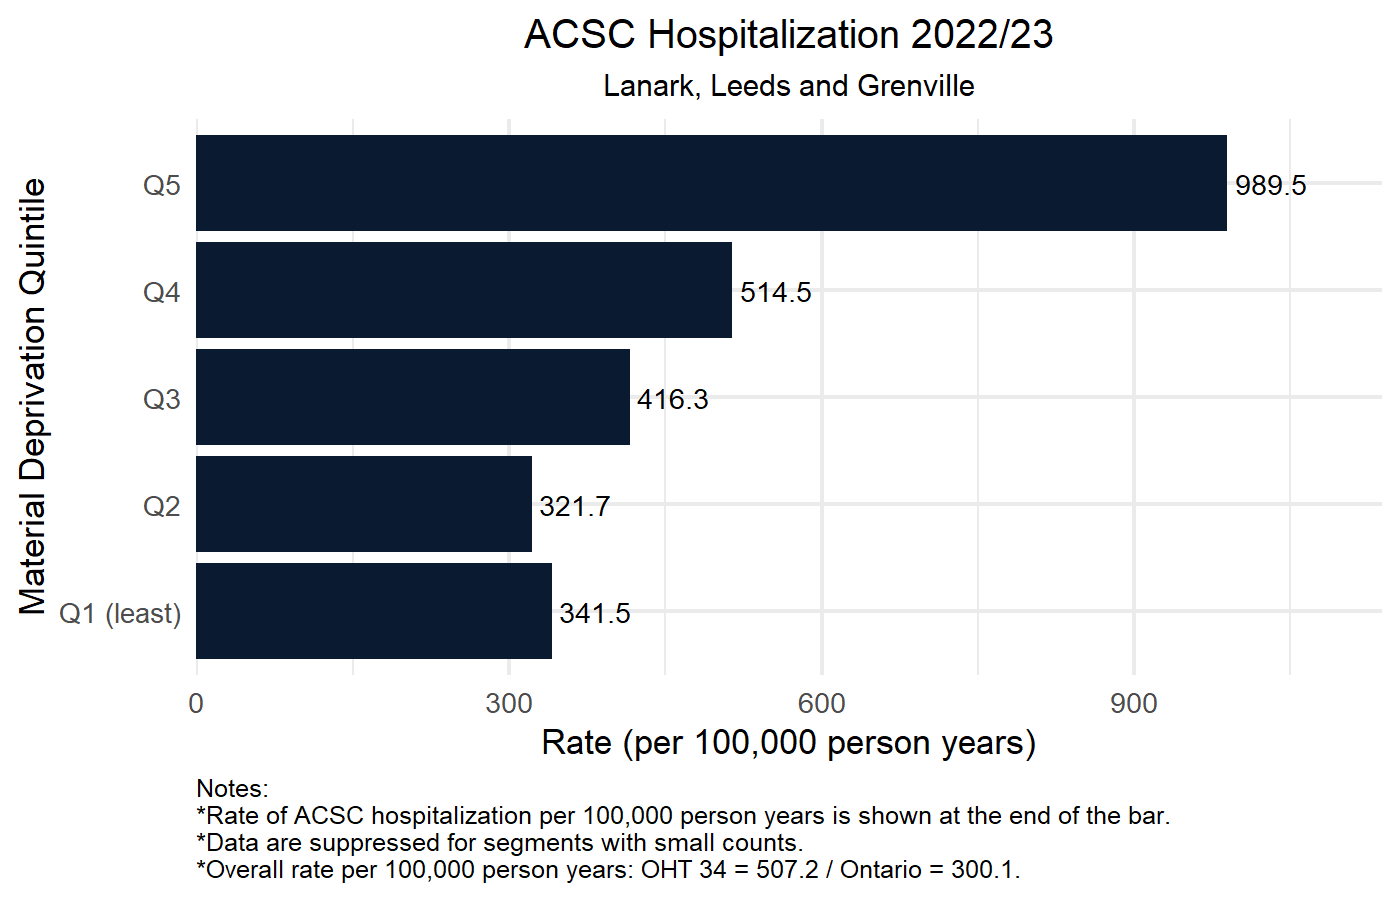 ACSC Hospitalization 2022/23
Lanark, Leeds and Grenville
Material Deprivation Quintile
Q5
989.5
Q4
514.5
Q3
416.3
Q2
321.7
Q1 (least)
341.5
0
300
600
900
Rate (per 100,000 person years)
Notes:
*Rate of ACSC hospitalization per 100,000 person years is shown at the end of the bar.
*Data are suppressed for segments with small counts.
*Overall rate per 100,000 person years: OHT 34 = 507.2 / Ontario = 300.1.